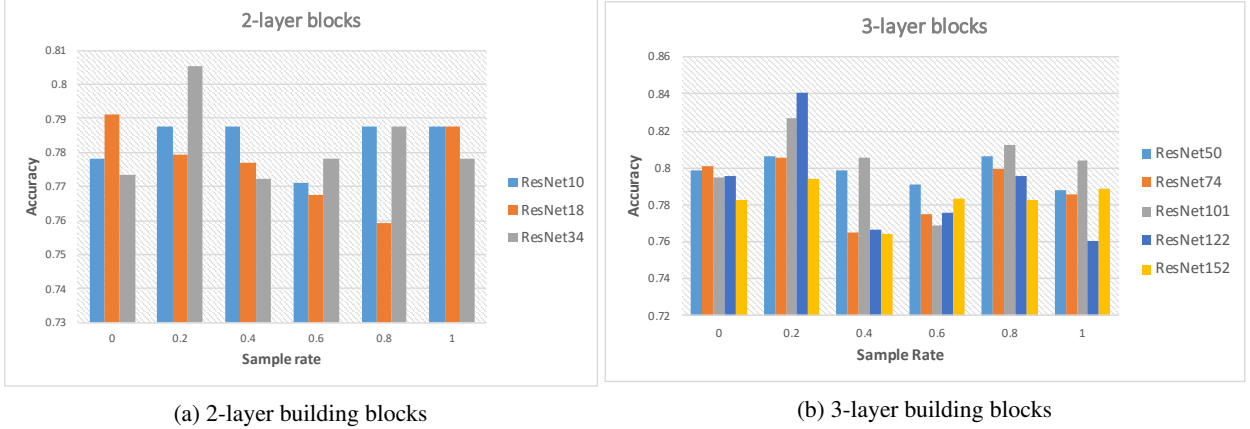 2-layer blocks
0.81
0.8
0.79
0.78
0.77
0.76
0.75
0.74
0.73
Accuracy
0 0.2 0.4 0.6 0.8 1
Sample rate
ResNet10
ResNet18
ResNet34
(a) 2-layer building blocks
3-layer blocks
0.86
0.84
0.82
0.8
0.78
0.76
0.74
0.72
Accuracy
0 0.2 0.4 0.6 0.8 1
Sample Rate
ResNet50
ResNet74
ResNet101
ResNet122
ResNet152
(b) 3-layer building blocks